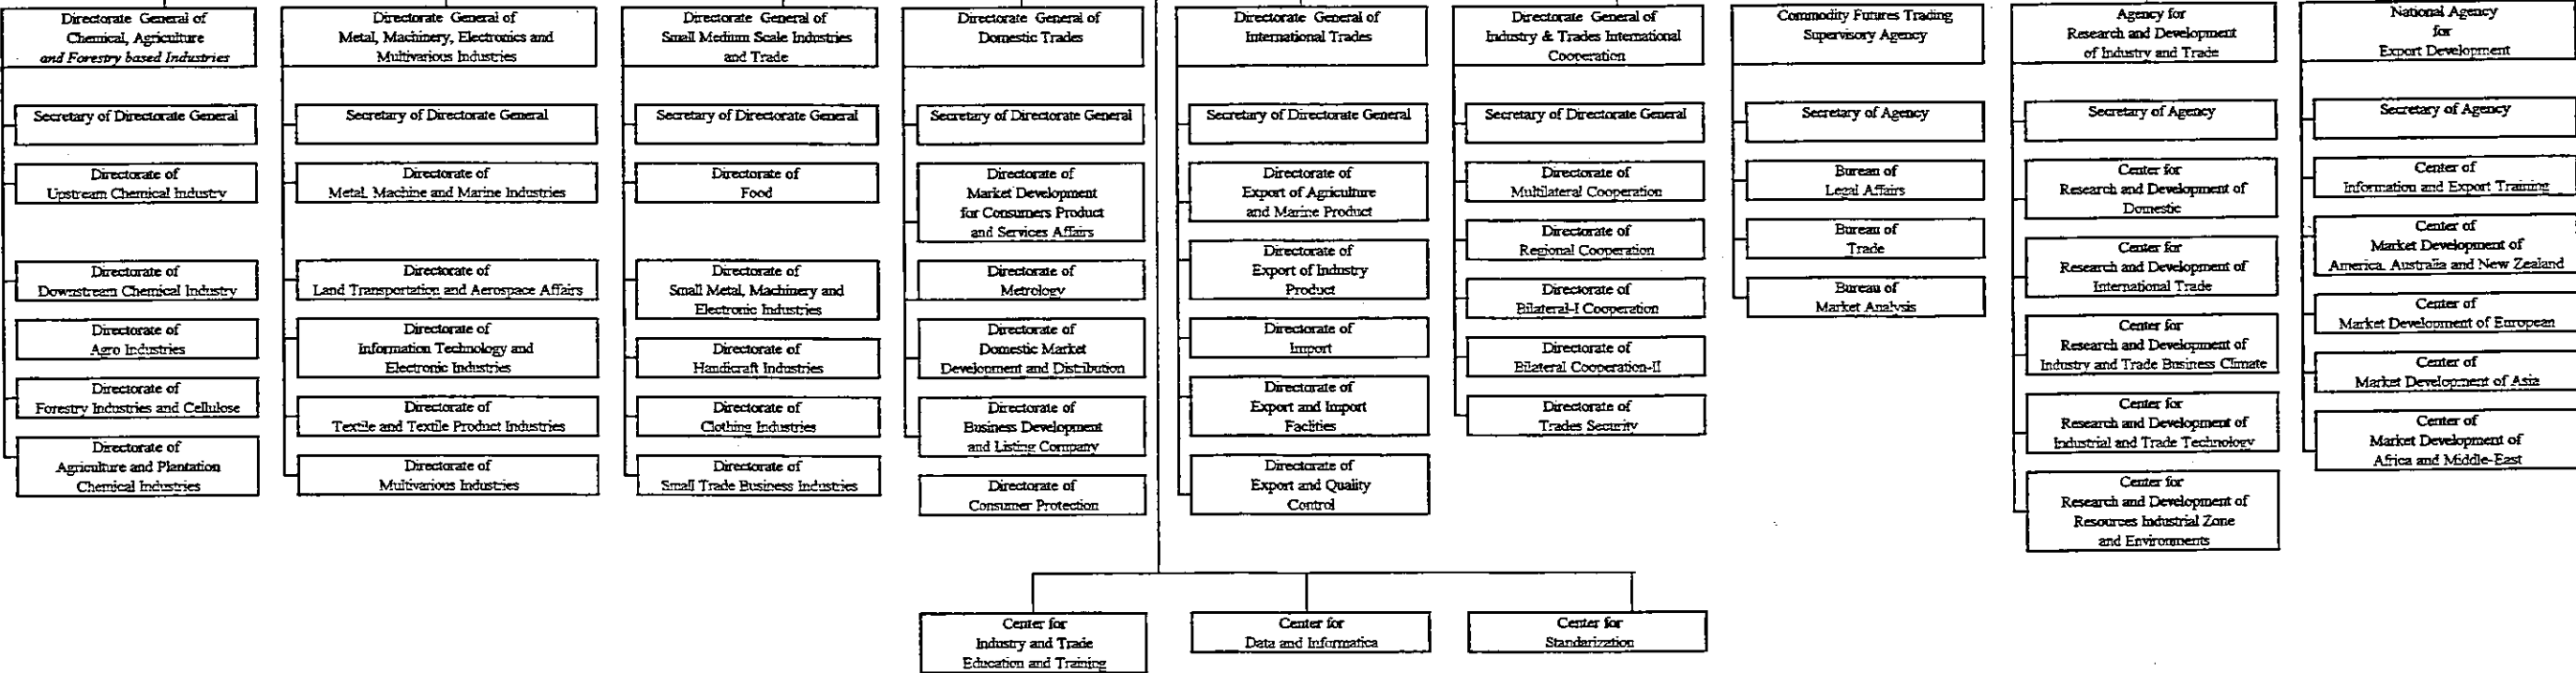 Directorate General of
Chemical, Agriculture
and Forestry based Industries
Secretary of Directorate General
Directorate of
Upstream Chemical Industry
Directorate of
Downstream Chemical Industry
Directorate of
Agro Industries
Directorate of
Forestry Industries and Cellulose
Directorate of
Agriculture and Plantation
Chemical Industries
Directorate General of
Metal, Machinery, Electronics and
Multivarious Industries
Secretary of Directorate General
Directorate of
Metal, Machine and Marine Industries
Directorate of
Land Transportation and Aerospace Affairs
Directorate of
Information Technology and
Electronic Industries
Directorate of
Textile and Textile Product Industries
Directorate of
Multivarious Industries
Directorate General of
Small Medium Scale Industries
and Trade
Secretary of Directorate General
Directorate of
Food
Directorate of
Small Metal, Machinery and
Electronic Industries
Directorate of
Handicraft Industries
Directorate of
Clothing Industries
Directorate of
Small Trade Business Industries
Directorate General of
Domestic Trades
Secretary of Directorate General
Directorate of
Market Development
for Consumers Product
and Services Affairs
Directorate of
Metrology
Directorate of
Domestic Market
Development and Distribution
Directorate of
Business Development
and Listing Company
Directorate of
Consumer Protection
Directorate General of
International Trades
Secretary of Directorate General
Directorate of
Export of Agriculture
and Marine Product
Directorate of
Export of Industry
Product
Directorate of
Import
Directorate of
Export and Import
Facilities
Directorate of
Export and Quality
Control
Directorate General of
Industry & Trades International
Cooperation
Secretary of Directorate General
Directorate of
Multilateral Cooperation
Directorate of
Regional Cooperation
Directorate of
Bilateral-I Cooperation
Directorate of
Bilateral Cooperation-II
Directorate of
Trades Security
Commodity Futures Trading
Supervisory Agency
Secretary of Agency
Bureau of
Legal Affairs
Bureau of
Trade
Bureau of
Market Analysis
Agency for
Research and Development
of Industry and Trade
Secretary of Agency
Center for
Research and Development of
Domestic
Center for
Research and Development of
International Trade
Center for
Research and Development of
Industry and Trade Business Climate
Center for
Research and Development of
Industrial and Trade Technology
Center for
Research and Development of
Resources Industrial Zone
and Environments
National Agency
for
Export Development
Secretary of Agency
Center of
Information and Export Training
Center of
Market Development of
America, Australia and New Zealand
Center of
Market Development of European
Center of
Market Development of Asia
Center of
Market Development of
Africa and Middle-East
Center for
Industry and Trade
Education and Training
Center for
Data and Informatica
Center for
Standarization